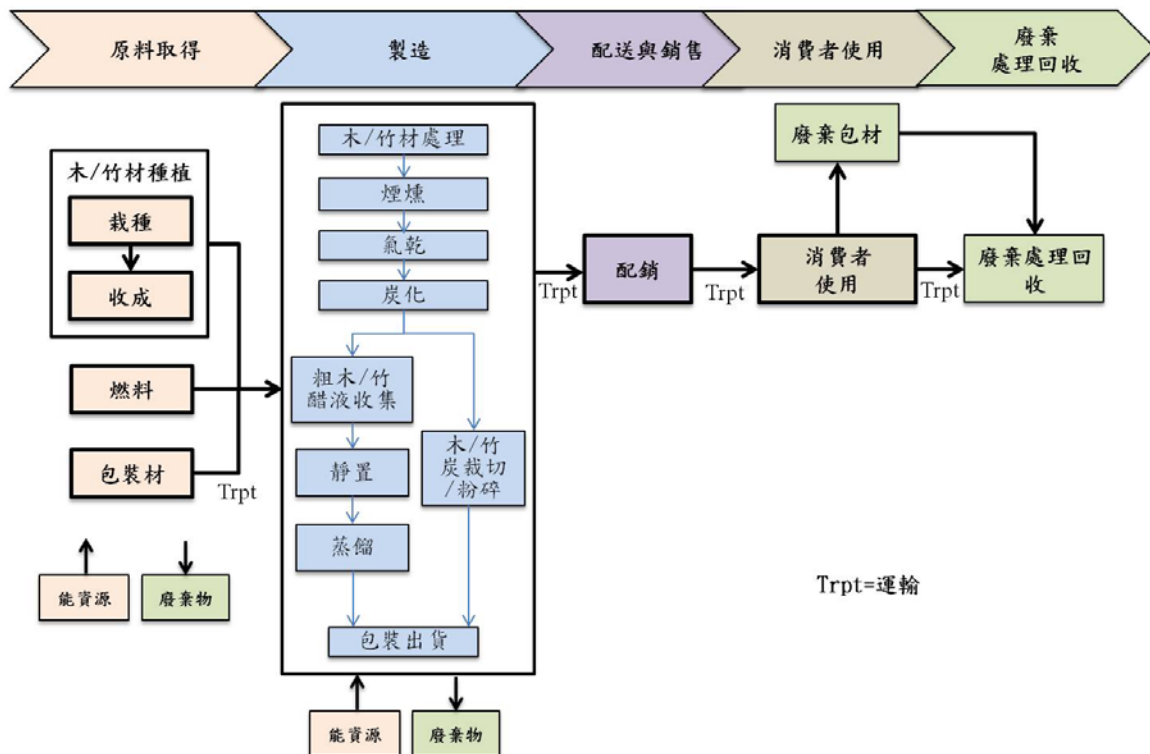 原料取得
製造
配送與銷售
消費者使用
廢棄
處理回收
木/竹材種植
栽種
收成
燃料
包裝材
Trpt
能資源
廢棄物
木/竹材處理
煙燻
氣乾
炭化
粗木/竹
醋液收集
靜置
蒸餾
木/竹
炭裁切
/粉碎
包裝出貨
能資源
廢棄物
Trpt
配銷
Trpt
消費者
使用
Trpt
廢棄包材
廢棄處理回
收
Trpt=運輸